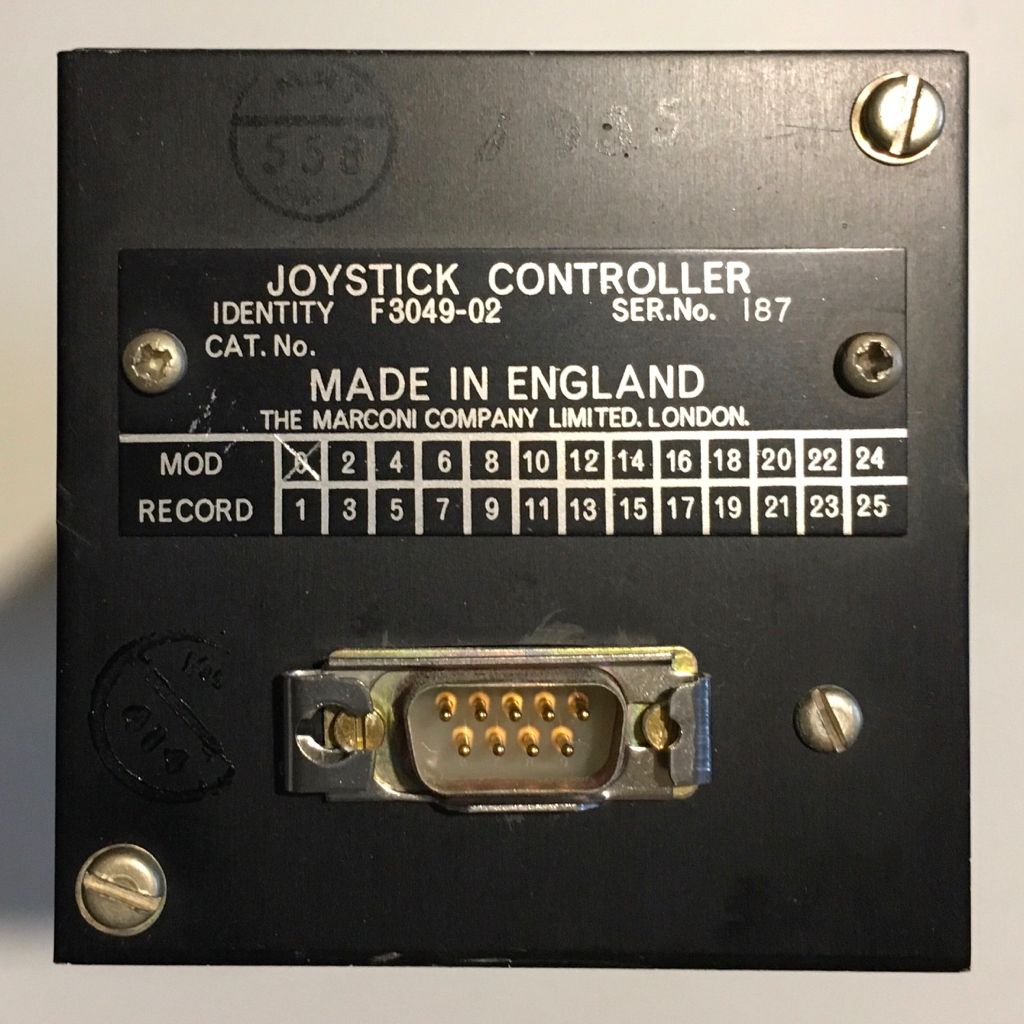 558
JOYSTICK CONTROLLER
IDENTITY F3049-02 SER.No. 187
CAT. No.
MADE IN ENGLAND
THE MARCONI COMPANY LIMITED. LONDON.
MOD 0 2 4 6 8 10 12 14 16 18 20 22 24
RECORD 1 3 5 7 9 11 13 15 17 19 21 23 25